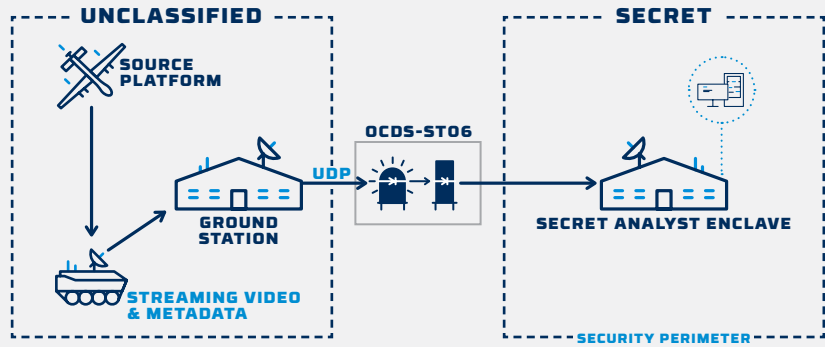 UNCLASSIFIED
SECRET
SOURCE
PLATFORM
OCDS-ST06
UDP
GROUND
STATION
SECRET ANALYST ENCLAVE
STREAMING VIDEO
& METADATA
SECURITY PERIMETER